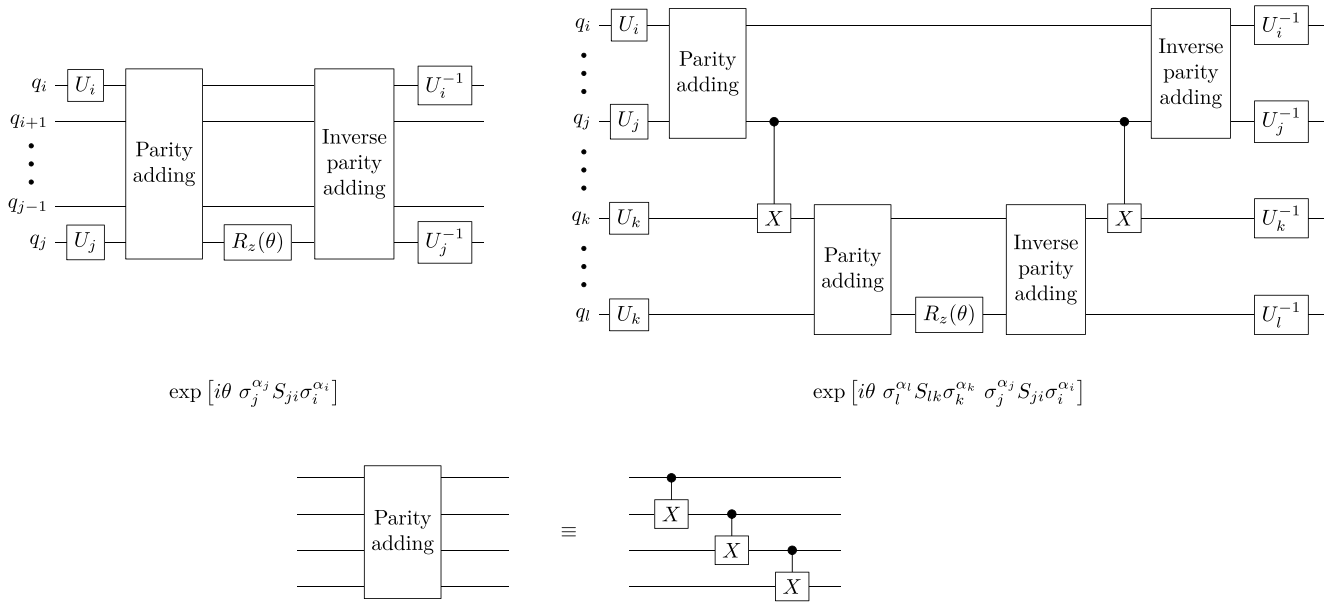 q_i U_i U_i^{-1}
q_{i+1}
Parity adding
Inverse parity adding
q_{j−1}
q_j U_j R_z(θ) U_j^{-1}
exp [iθ σ_j^{α_j} S_{ji} σ_i^{α_i}]
q_i U_i U_i^{-1}
Parity adding
Inverse parity adding
q_j U_j U_j^{-1}
q_k U_k X X U_k^{-1}
Parity adding
Inverse parity adding
q_l U_k R_z(θ) U_l^{-1}
exp [iθ σ_l^{α_l} S_{lk} σ_k^{α_k} σ_j^{α_j} S_{ji} σ_i^{α_i}]
Parity adding
≡
X
X
X